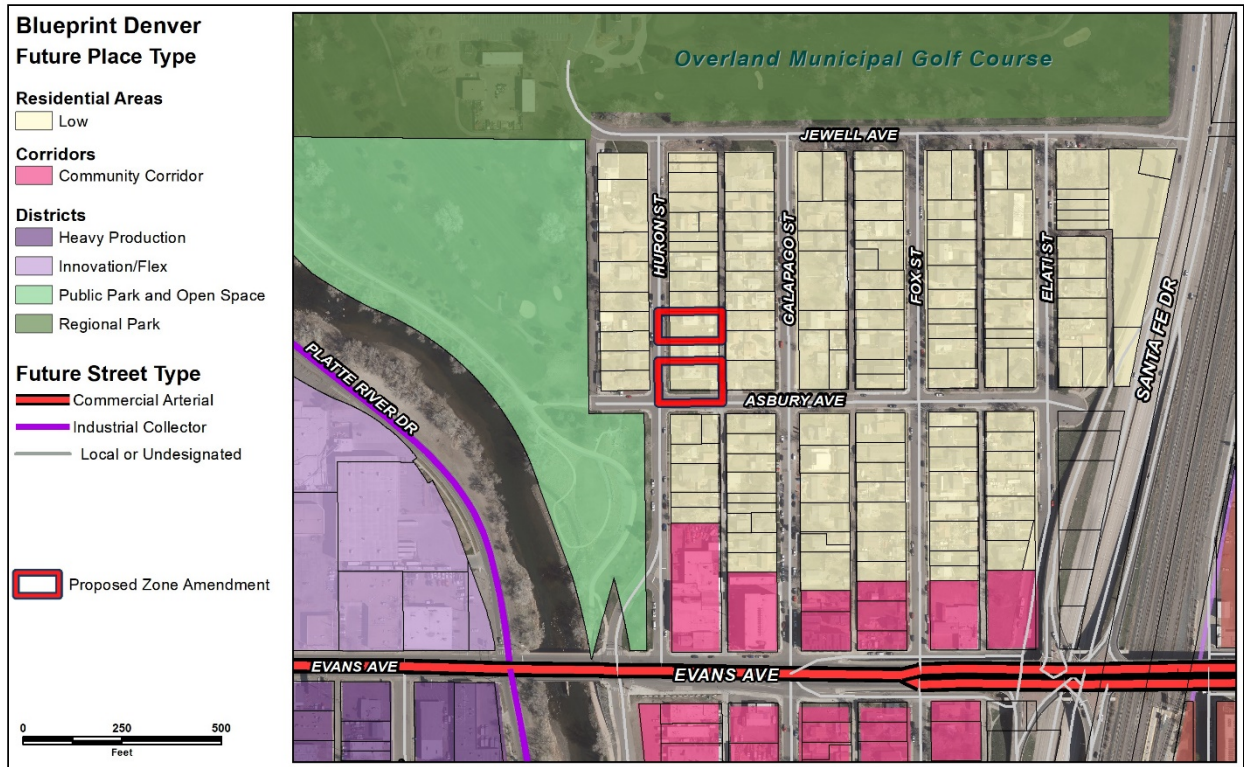 Blueprint Denver
Future Place Type
Residential Areas
Low
Corridors
Community Corridor
Districts
Heavy Production
Innovation/Flex
Public Park and Open Space
Regional Park
Future Street Type
Commercial Arterial
Industrial Collector
Local or Undesignated
Proposed Zone Amendment
0 250 500
Feet
Overland Municipal Golf Course
JEWELL AVE
HURON ST
GALAPAGO ST
FOX ST
ELATI ST
SANTA FE DR
PLATTE RIVER DR
ASBURY AVE
EVANS AVE
EVANS AVE